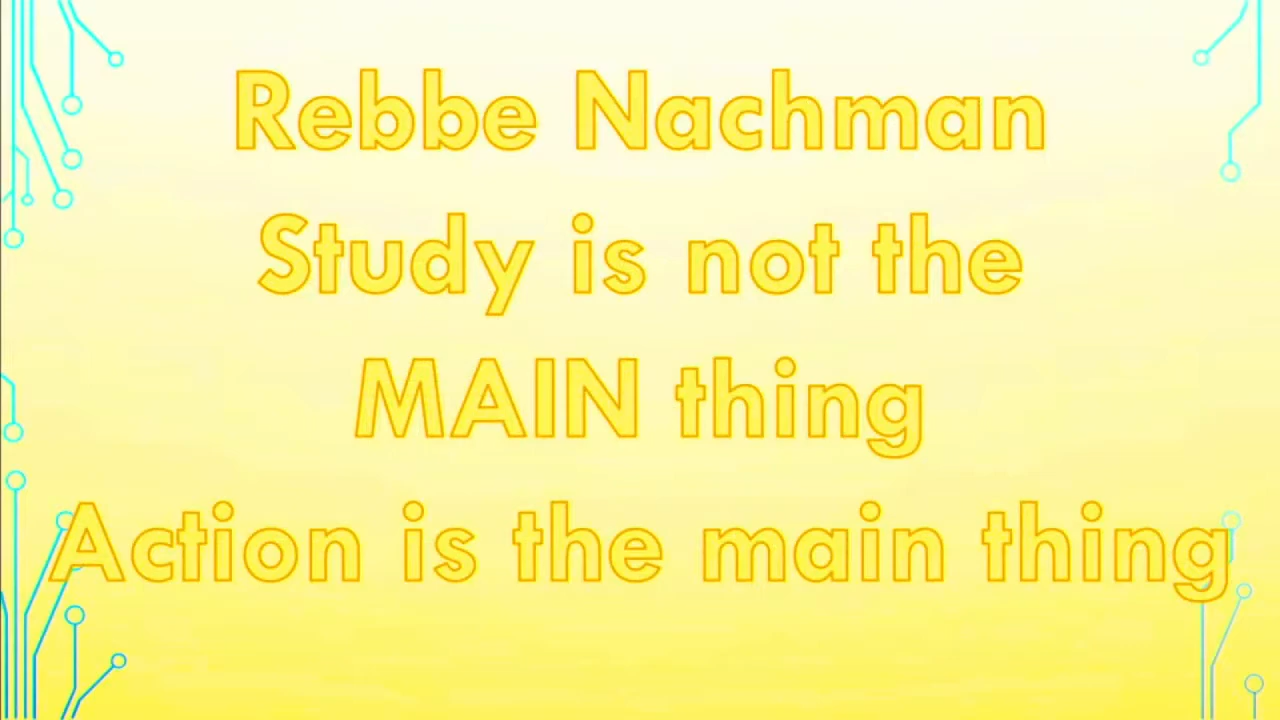 Rebbe Nachman
Study is not the
MAIN thing
Action is the main thing